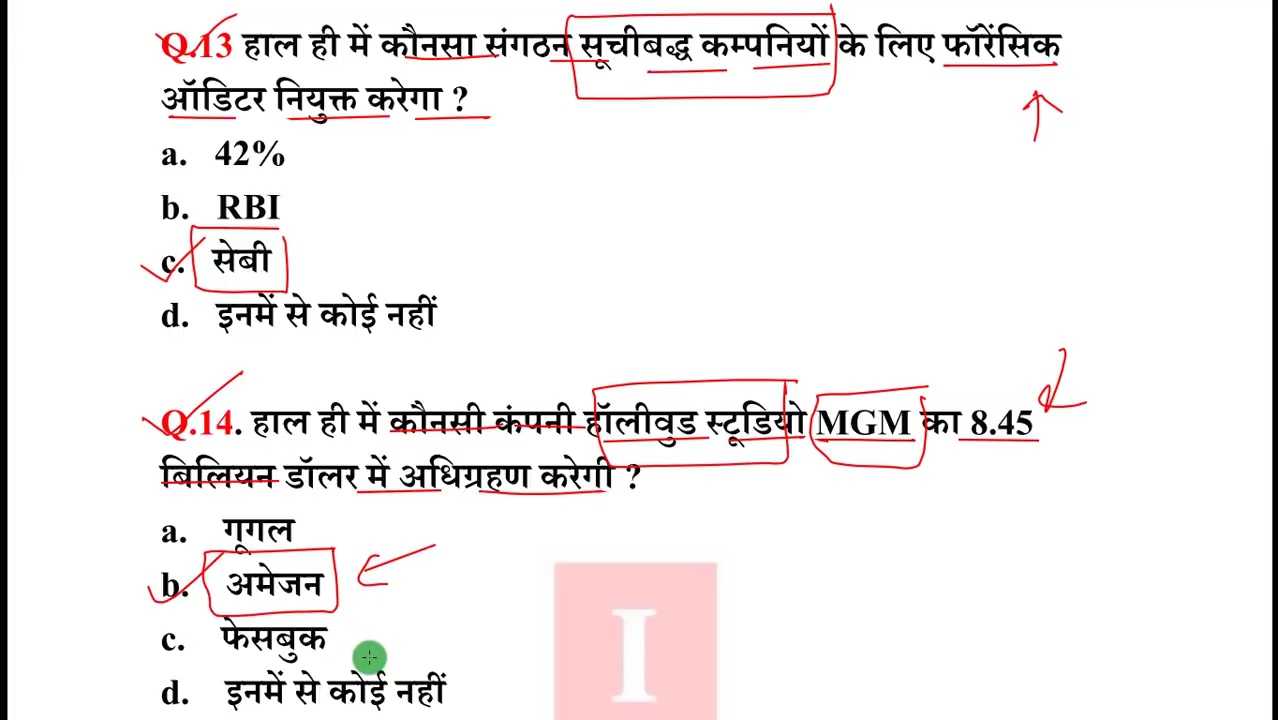 Q.13 हाल ही में कौनसा संगठन सूचीबद्ध कम्पनियों के लिए फॉरेंसिक
ऑडिटर नियुक्त करेगा ?
a. 42%
b. RBI
c. सेबी
d. इनमें से कोई नहीं
Q.14. हाल ही में कौनसी कंपनी हॉलीवुड स्टूडियो MGM का 8.45
बिलियन डॉलर में अधिग्रहण करेगी ?
a. गूगल
b. अमेजन
c. फेसबुक
d. इनमें से कोई नहीं
I